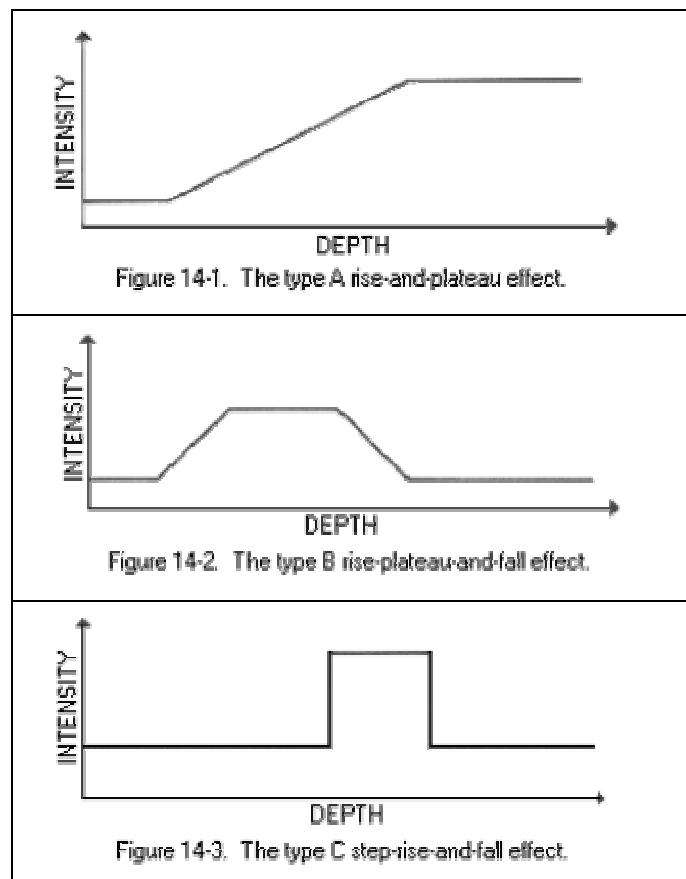 INTENSITY
DEPTH
Figure 14-1. The type A rise-and-plateau effect.
INTENSITY
DEPTH
Figure 14-2. The type B rise-plateau-and-fall effect.
INTENSITY
DEPTH
Figure 14-3. The type C step-rise-and-fall effect.